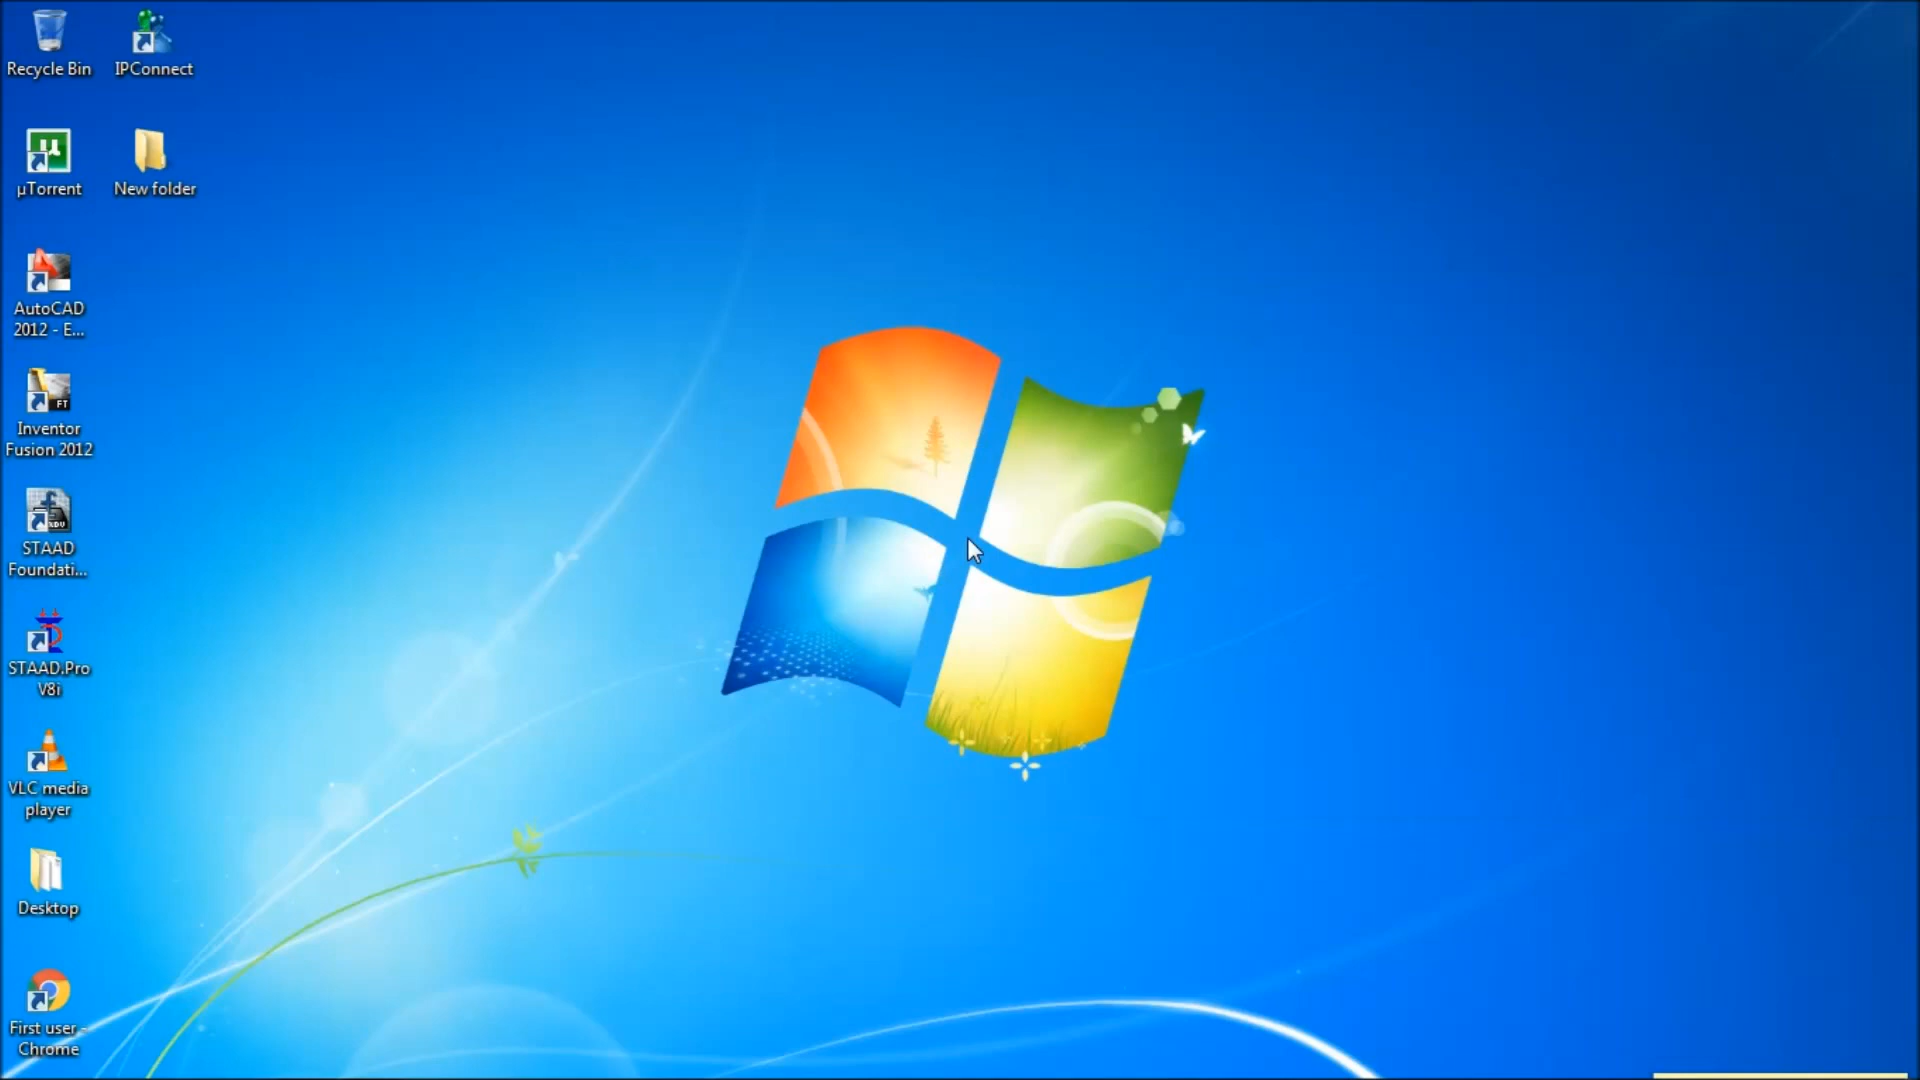 Recycle Bin
IPConnect
µTorrent
New folder
AutoCAD
2012 - E...
Inventor
Fusion 2012
FT
STAAD
Foundati...
STAAD.Pro
V8i
VLC media
player
Desktop
First user -
Chrome